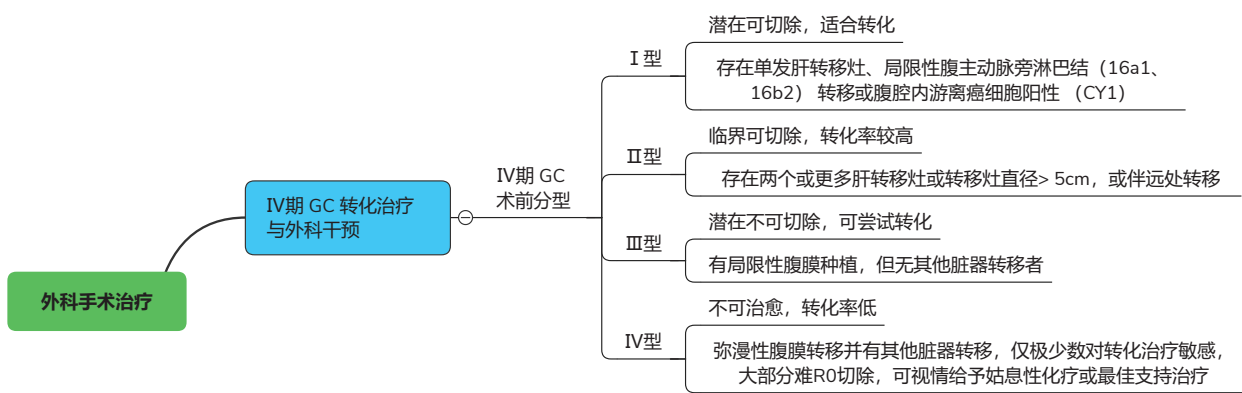 外科手术治疗
Ⅳ期 GC 转化治疗
与外科干预
Ⅳ期 GC
术前分型
Ⅰ型
潜在可切除，适合转化
存在单发肝转移灶、局限性腹主动脉旁淋巴结（16a1、
16b2） 转移或腹腔内游离癌细胞阳性 （CY1）
Ⅱ型
临界可切除，转化率较高
存在两个或更多肝转移灶或转移灶直径> 5cm，或伴远处转移
Ⅲ型
潜在不可切除，可尝试转化
有局限性腹膜种植，但无其他脏器转移者
Ⅳ型
不可治愈，转化率低
弥漫性腹膜转移并有其他脏器转移，仅极少数对转化治疗敏感，
大部分难R0切除，可视情给予姑息性化疗或最佳支持治疗